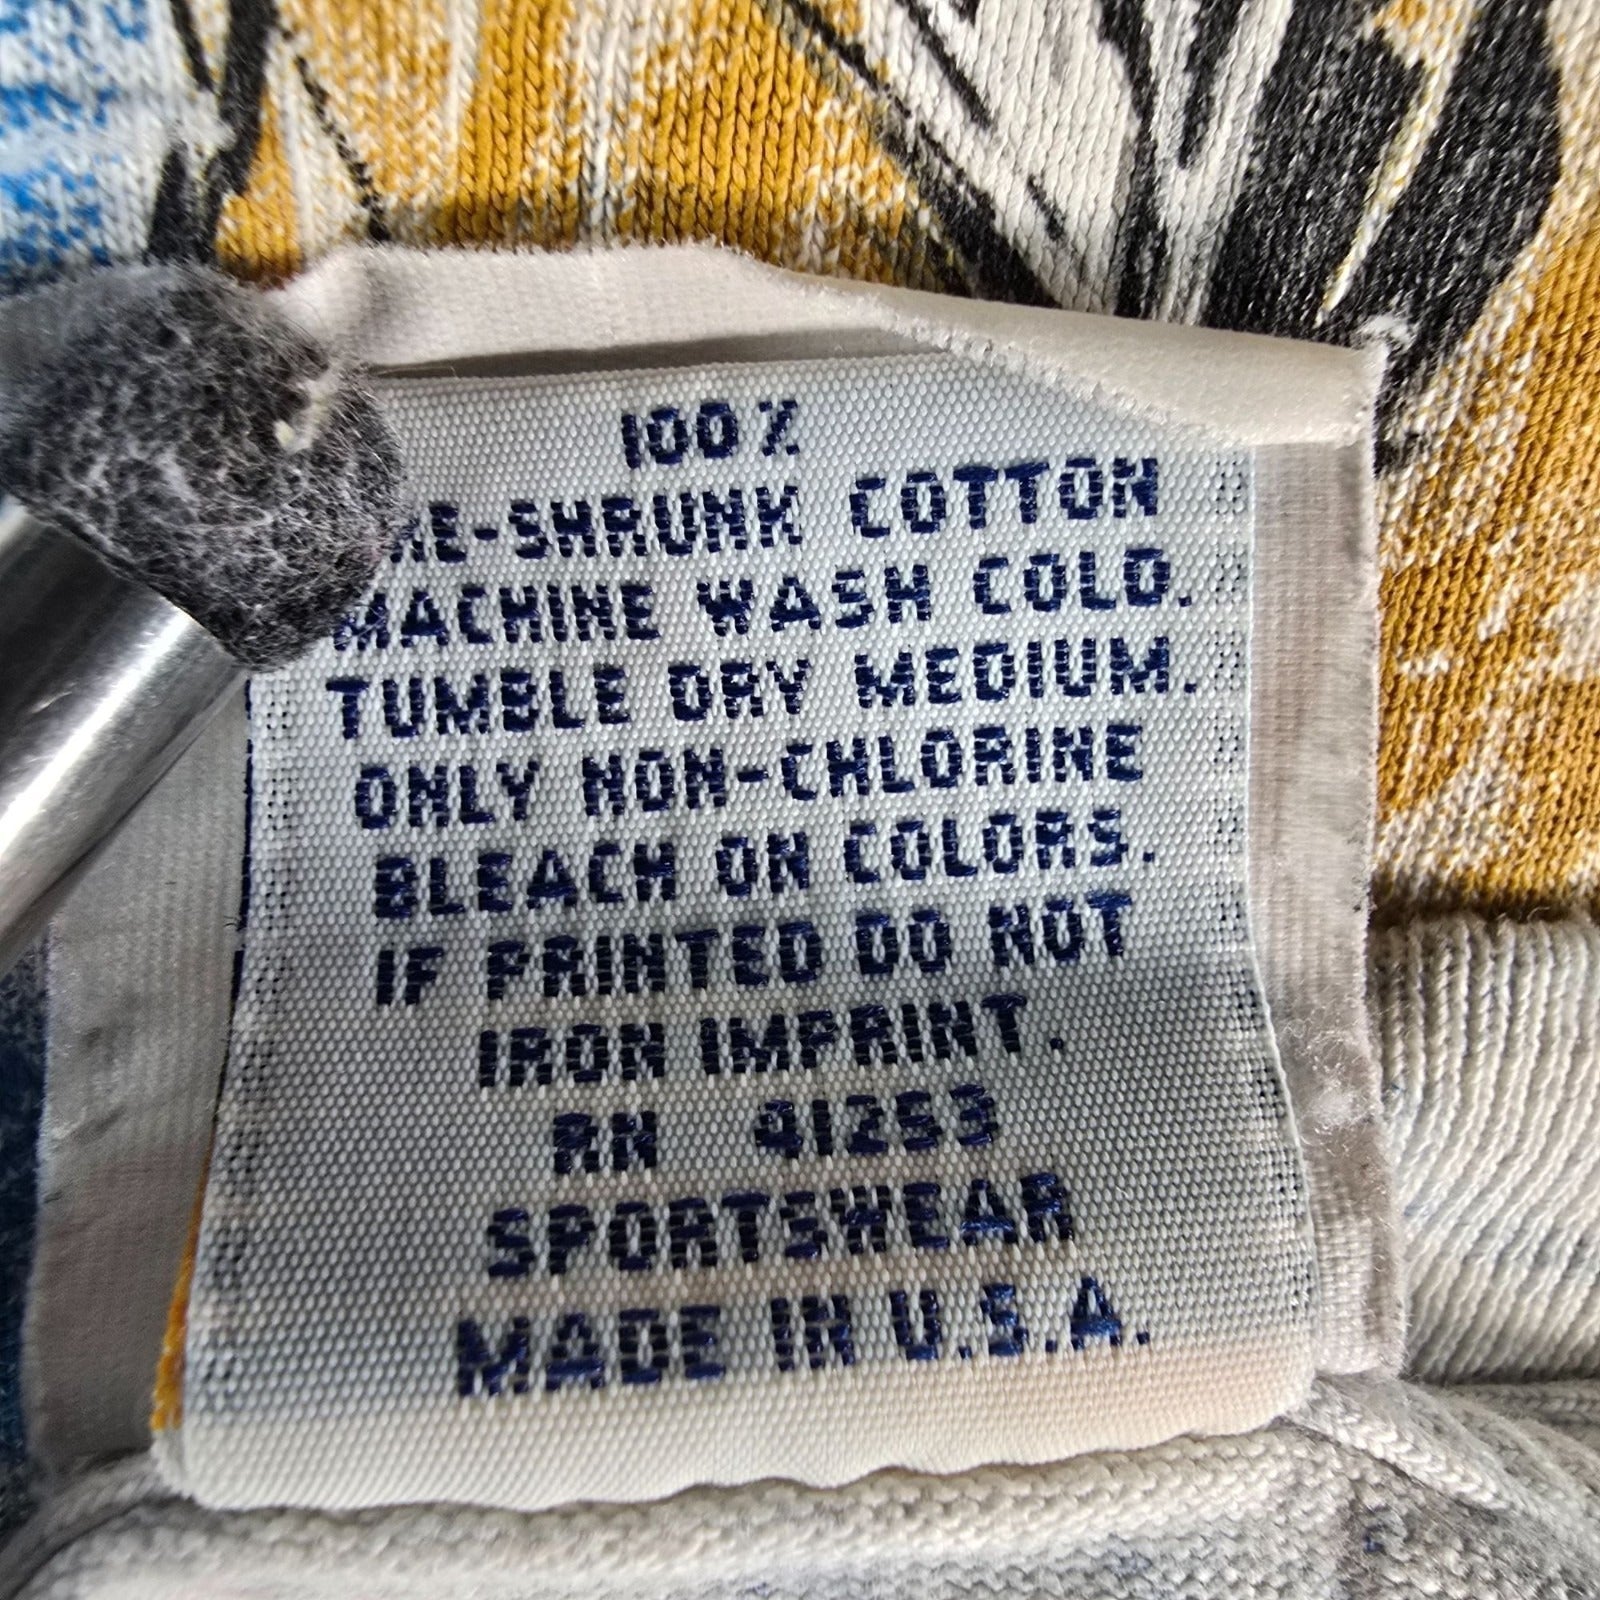 100%
RE-SHRUNK COTTON
MACHINE WASH COLD.
TUMBLE DRY MEDIUM.
ONLY NON-CHLORINE
BLEACH ON COLORS.
IF PRINTED DO NOT
IRON IMPRINT.
RN 41253
SPORTSWEAR
MADE IN U.S.A.